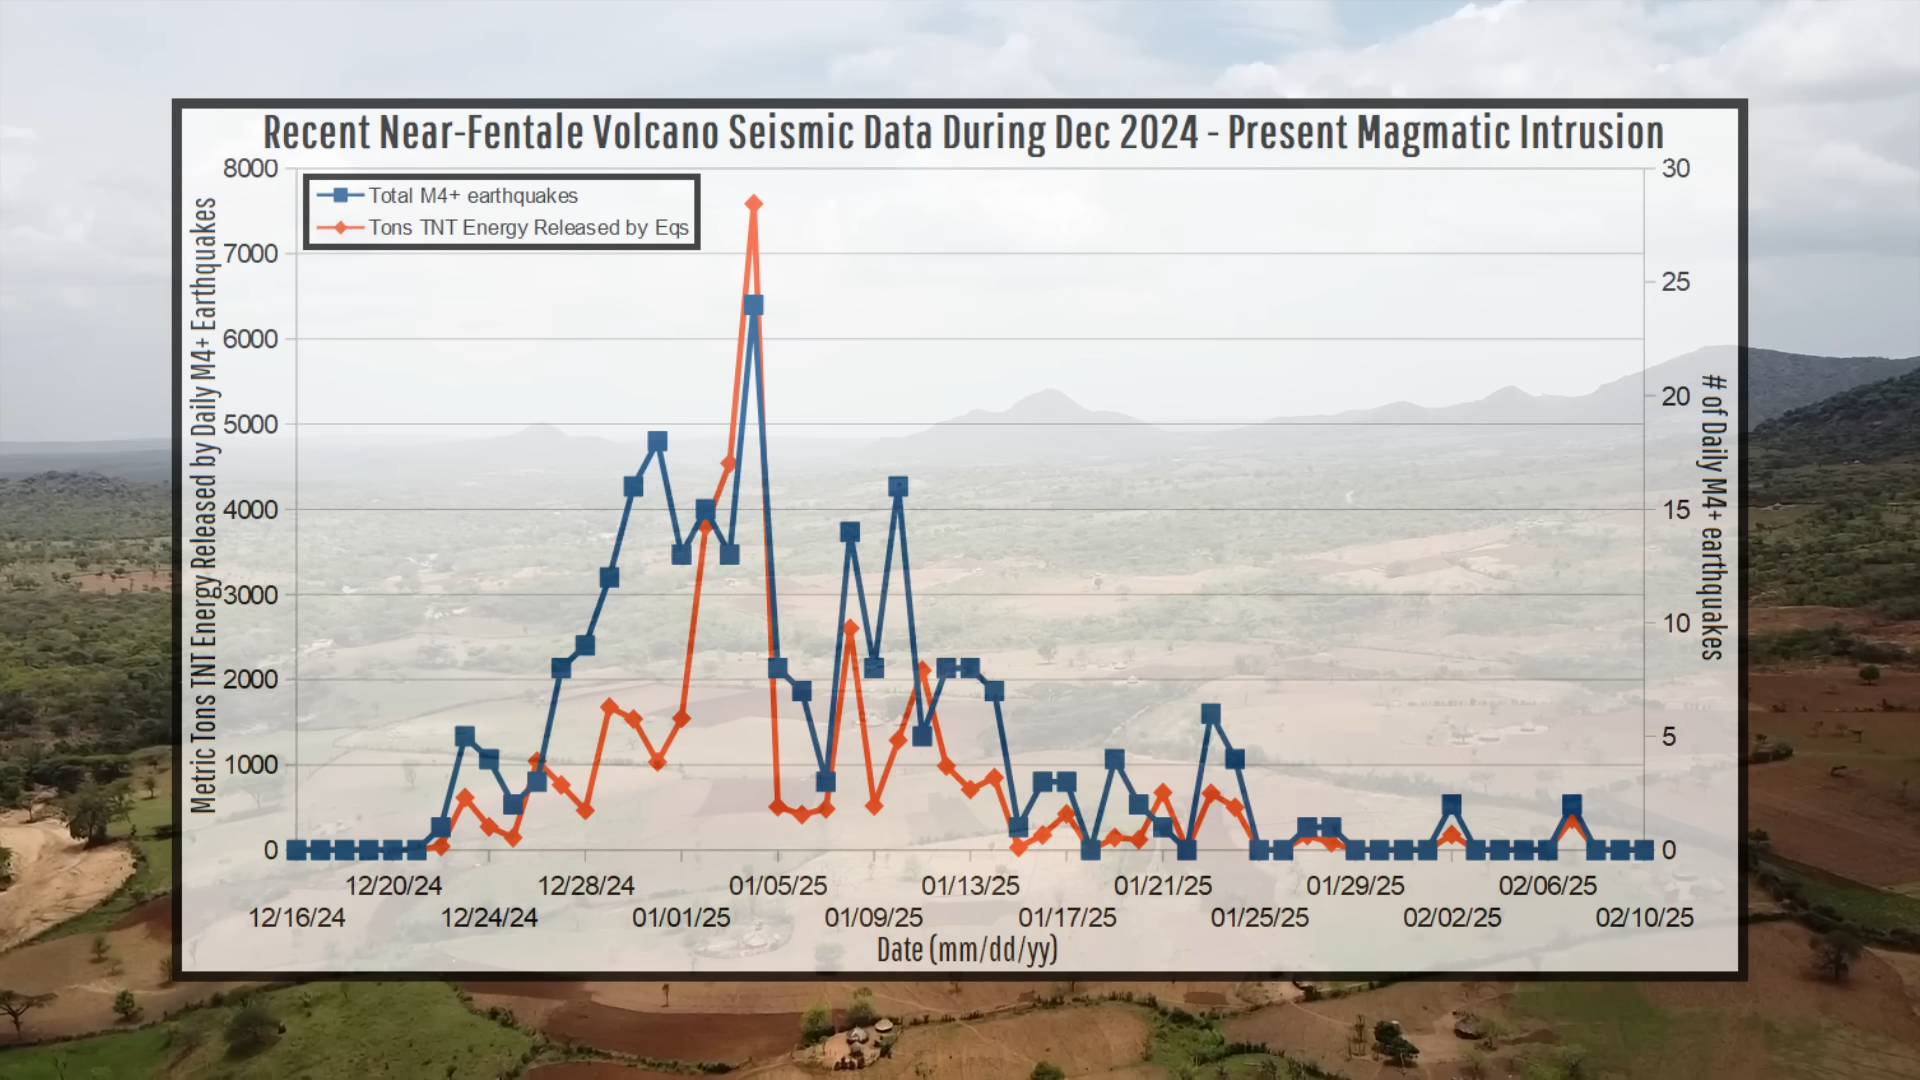 Recent Near-Fentale Volcano Seismic Data During Dec 2024 - Present Magmatic Intrusion
Total M4+ earthquakes
Tons TNT Energy Released by Eqs
Metric Tons TNT Energy Released by Daily M4+ Earthquakes
8000
7000
6000
5000
4000
3000
2000
1000
0
30
25
20
15
10
5
0
# of Daily M4+ earthquakes
12/20/24 12/28/24 01/05/25 01/13/25 01/21/25 01/29/25 02/06/25
12/16/24 12/24/24 01/01/25 01/09/25 01/17/25 01/25/25 02/02/25 02/10/25
Date (mm/dd/yy)